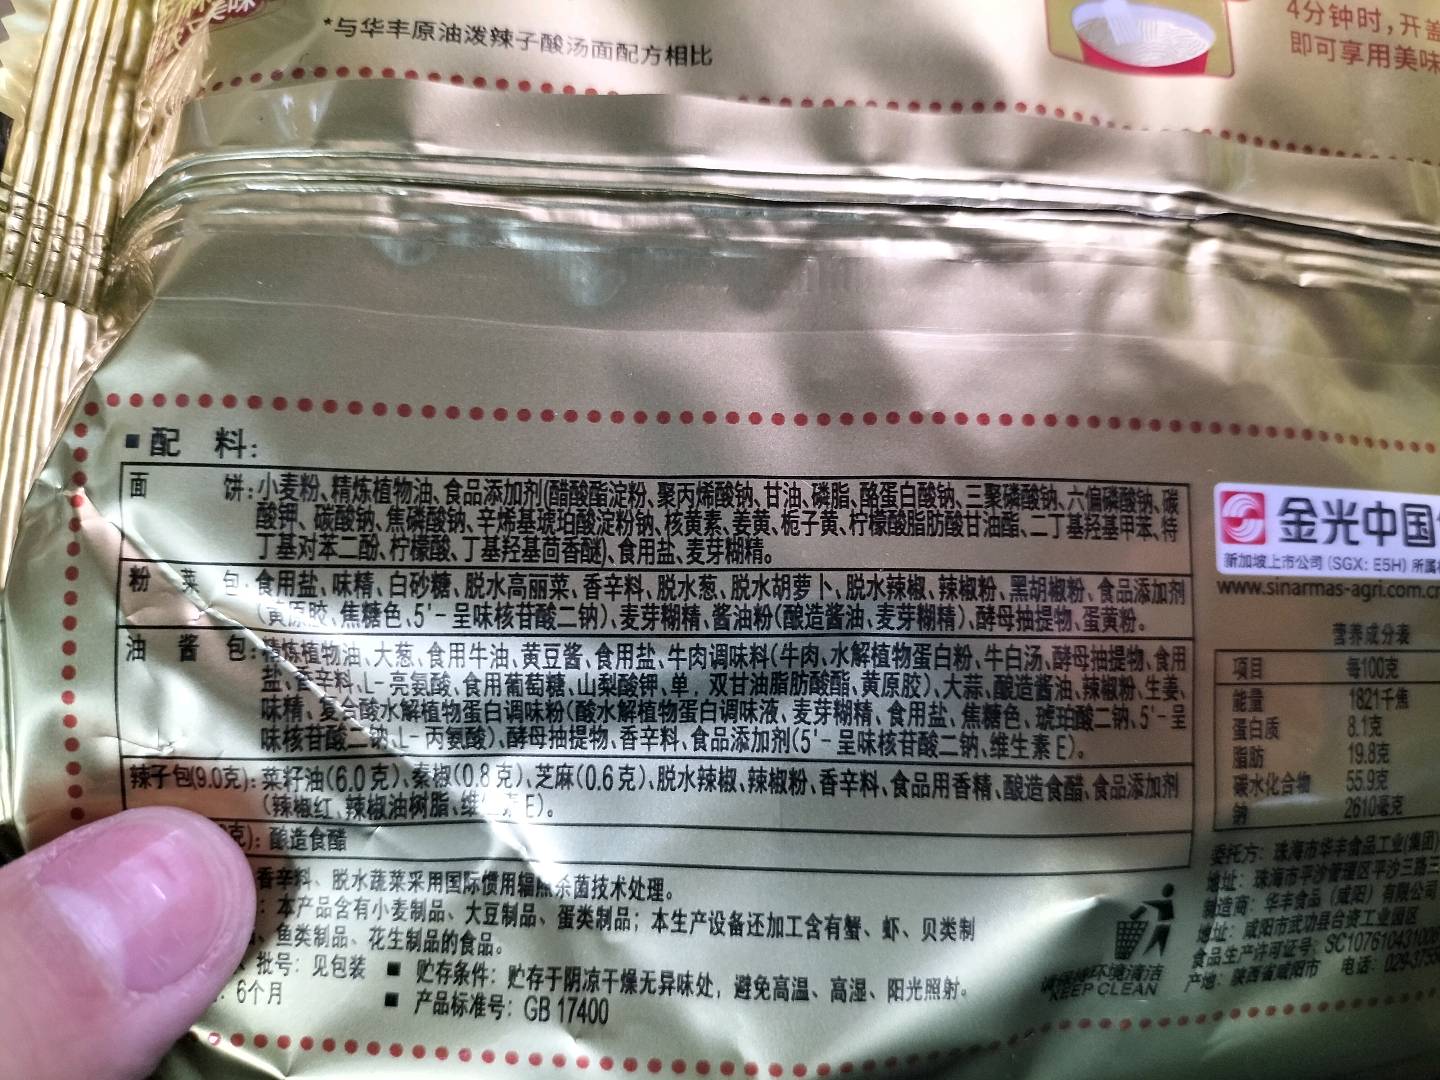 *与华丰原油泼辣子酸汤面配方相比
4分钟时,开盖
即可享用美味
■配 料:
面 饼:小麦粉、精炼植物油、食品添加剂(醋酸酯淀粉、聚丙烯酸钠、甘油、磷脂、酪蛋白酸钠、三聚磷酸钠、六偏磷酸钠、碳
酸钾、碳酸钠、焦磷酸钠、辛烯基琥珀酸淀粉钠、核黄素、姜黄、栀子黄、柠檬酸脂肪酸甘油酯、二丁基羟基甲苯、特
丁基对苯二酚、柠檬酸、丁基羟基茴香醚)、食用盐、麦芽糊精。
粉 菜 包:食用盐、味精、白砂糖、脱水高丽菜、香辛料、脱水葱、脱水胡萝卜、脱水辣椒、辣椒粉、黑胡椒粉、食品添加剂
(黄原胶、焦糖色、5'-呈味核苷酸二钠)、麦芽糊精、酱油粉(酿造酱油、麦芽糊精)、酵母抽提物、蛋黄粉。
油 酱 包:精炼植物油、大葱、食用牛油、黄豆酱、食用盐、牛肉调味料(牛肉、水解植物蛋白粉、牛白汤、酵母抽提物、食用
盐、香辛料、L-亮氨酸、食用葡萄糖、山梨酸钾、单,双甘油脂肪酸酯、黄原胶)、大蒜、酿造酱油、辣椒粉、生姜、
味精、复合酸水解植物蛋白调味粉(酸水解植物蛋白调味液、麦芽糊精、食用盐、焦糖色、琥珀酸二钠、5'-呈
味核苷酸二钠、L-丙氨酸)、酵母抽提物、香辛料、食品添加剂(5'-呈味核苷酸二钠、维生素E)。
辣子包(9.0克):菜籽油(6.0克)、秦椒(0.8克)、芝麻(0.6克)、脱水辣椒、辣椒粉、香辛料、食品用香精、酿造食醋、食品添加剂
(辣椒红、辣椒油树脂、维生素E)。
克):酿造食醋
香辛料、脱水蔬菜采用国际惯用辐照杀菌技术处理。
:本产品含有小麦制品、大豆制品、蛋类制品;本生产设备还加工含有蟹、虾、贝类制
、鱼类制品、花生制品的食品。
、批号:见包装 ■ 贮存条件:贮存于阴凉干燥无异味处,避免高温、高湿、阳光照射。
:6个月 ■ 产品标准号:GB 17400
请保持环境清洁
KEEP CLEAN
金光中国
新加坡上市公司(SGX: E5H)所属
www.sinarmas-agri.com.cn
营养成分表
项目 每100克
能量 1821千焦
蛋白质 8.1克
脂肪 19.8克
碳水化合物 55.9克
钠 2610毫克
委托方:珠海市华丰食品工业(集团)
地址:珠海市平沙管理区平沙三路三
制造商:华丰食品(咸阳)有限公司
地址:咸阳市武功县台资工业园区
食品生产许可证号:SC107610431008
产地:陕西省咸阳市 电话:029-3755